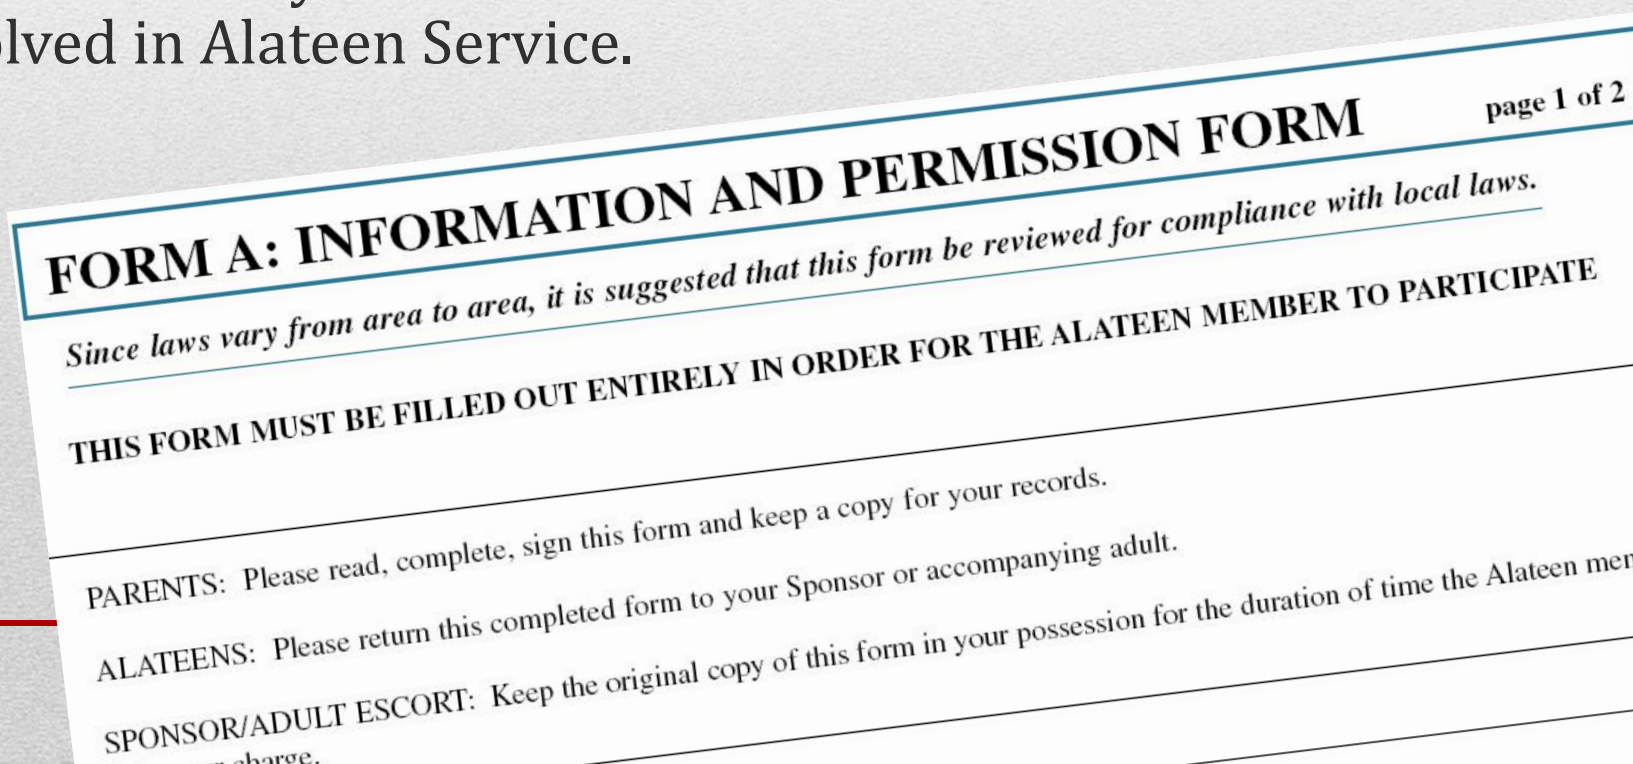 olved in Alateen Service.
page 1 of 2
FORM A: INFORMATION AND PERMISSION FORM
Since laws vary from area to area, it is suggested that this form be reviewed for compliance with local laws.
THIS FORM MUST BE FILLED OUT ENTIRELY IN ORDER FOR THE ALATEEN MEMBER TO PARTICIPATE
PARENTS: Please read, complete, sign this form and keep a copy for your records.
ALATEENS: Please return this completed form to your Sponsor or accompanying adult.
SPONSOR/ADULT ESCORT: Keep the original copy of this form in your possession for the duration of time the Alateen mem
charge.